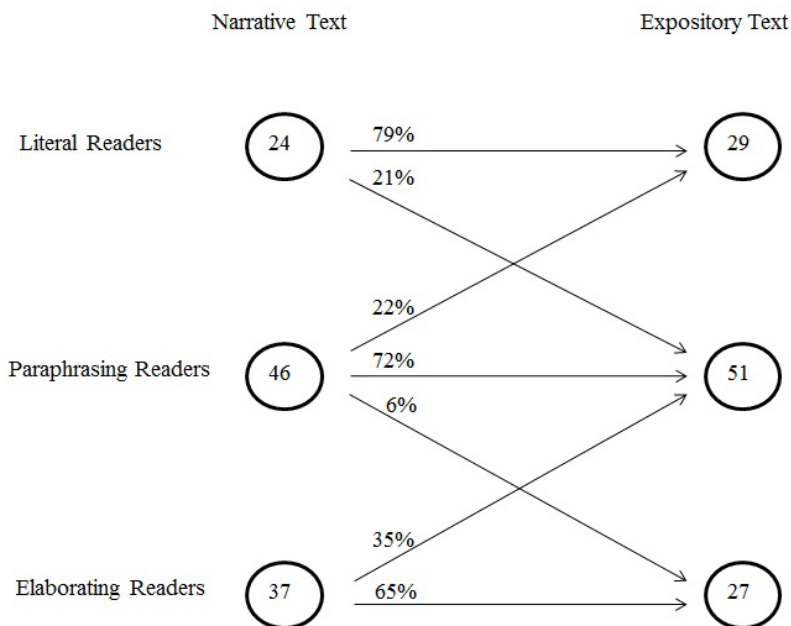 Narrative Text Expository Text
Literal Readers 24 79% 29
21%
22%
Paraphrasing Readers 46 72% 51
6%
35%
Elaborating Readers 37 65% 27